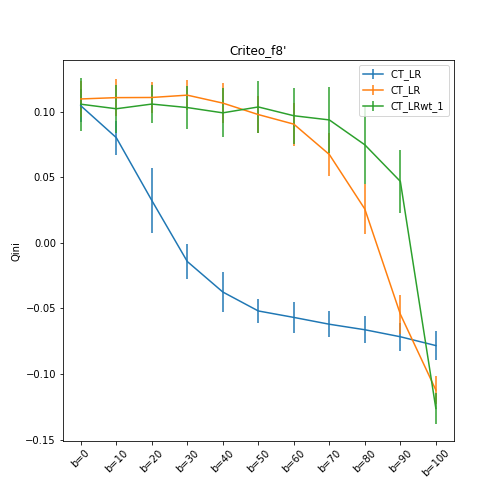 Criteo_f8'
CT_LR
CT_LR
CT_LRwt_1
Qini
0.10
0.05
0.00
−0.05
−0.10
−0.15
b=0
b=10
b=20
b=30
b=40
b=50
b=60
b=70
b=80
b=90
b=100